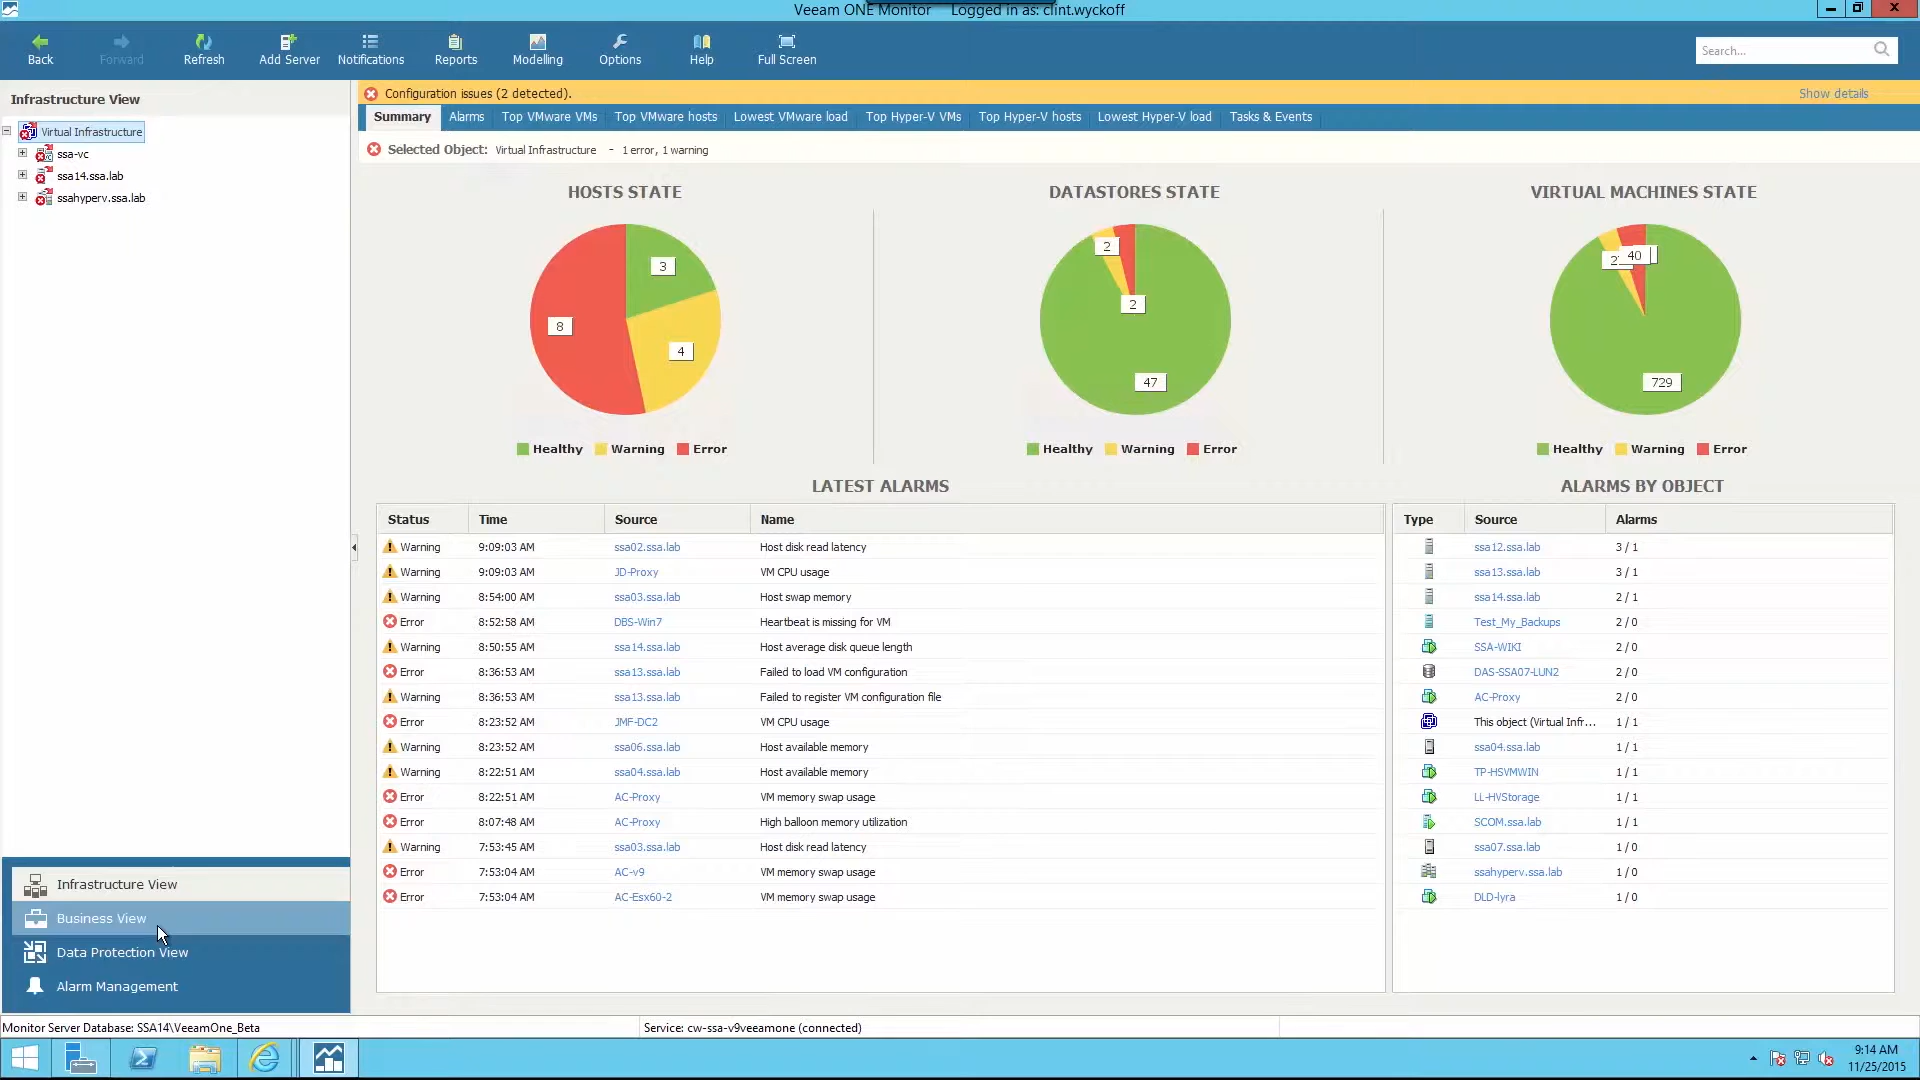 Veeam ONE Monitor Logged in as: clint.wyckoff
Back Forward Refresh Add Server Notifications Reports Modelling Options Help Full Screen
Search...
Infrastructure View
Virtual Infrastructure
ssa-vc
ssa14.ssa.lab
ssahyperv.ssa.lab
Configuration issues (2 detected). Show details
Summary Alarms Top VMware VMs Top VMware hosts Lowest VMware load Top Hyper-V VMs Top Hyper-V hosts Lowest Hyper-V load Tasks & Events
Selected Object: Virtual Infrastructure - 1 error, 1 warning
HOSTS STATE
3
8
4
Healthy Warning Error
DATASTORES STATE
2
2
47
Healthy Warning Error
VIRTUAL MACHINES STATE
40
729
Healthy Warning Error
LATEST ALARMS
Status Time Source Name
Warning 9:09:03 AM ssa02.ssa.lab Host disk read latency
Warning 9:09:03 AM JD-Proxy VM CPU usage
Warning 8:54:00 AM ssa03.ssa.lab Host swap memory
Error 8:52:58 AM DBS-Win7 Heartbeat is missing for VM
Warning 8:50:55 AM ssa14.ssa.lab Host average disk queue length
Error 8:36:53 AM ssa13.ssa.lab Failed to load VM configuration
Warning 8:36:53 AM ssa13.ssa.lab Failed to register VM configuration file
Error 8:23:52 AM JMF-DC2 VM CPU usage
Warning 8:23:52 AM ssa06.ssa.lab Host available memory
Warning 8:22:51 AM ssa04.ssa.lab Host available memory
Error 8:22:51 AM AC-Proxy VM memory swap usage
Error 8:07:48 AM AC-Proxy High balloon memory utilization
Warning 7:53:45 AM ssa03.ssa.lab Host disk read latency
Error 7:53:04 AM AC-v9 VM memory swap usage
Error 7:53:04 AM AC-Esx60-2 VM memory swap usage
ALARMS BY OBJECT
Type Source Alarms
ssa12.ssa.lab 3 / 1
ssa13.ssa.lab 3 / 1
ssa14.ssa.lab 2 / 1
Test_My_Backups 2 / 0
SSA-WIKI 2 / 0
DAS-SSA07-LUN2 2 / 0
AC-Proxy 2 / 0
This object (Virtual Infr... 1 / 1
ssa04.ssa.lab 1 / 1
TP-HSVMWIN 1 / 1
LL-HVStorage 1 / 1
SCOM.ssa.lab 1 / 1
ssa07.ssa.lab 1 / 0
ssahyperv.ssa.lab 1 / 0
DLD-lyra 1 / 0
Infrastructure View
Business View
Data Protection View
Alarm Management
Monitor Server Database: SSA14\VeeamOne_Beta
Service: cw-ssa-v9veeamone (connected)
9:14 AM
11/25/2015